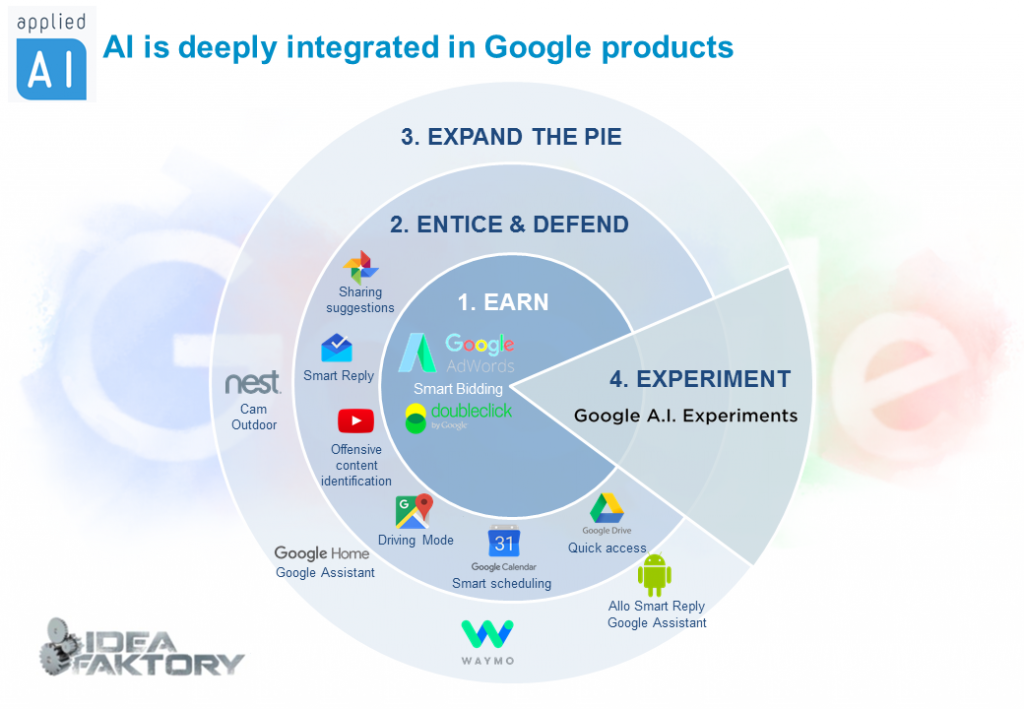 applied
AI
AI is deeply integrated in Google products
3. EXPAND THE PIE
2. ENTICE & DEFEND
Sharing
suggestions
1. EARN
Google
AdWords
Smart Bidding
doubleclick
by Google
4. EXPERIMENT
Google A.I. Experiments
Smart Reply
nest
Cam
Outdoor
Offensive
content
identification
G
Driving Mode
31
Google Calendar
Smart scheduling
Google Drive
Quick access
Google Home
Google Assistant
Allo Smart Reply
Google Assistant
WAYMO
IDEA
FAKTORY
Google